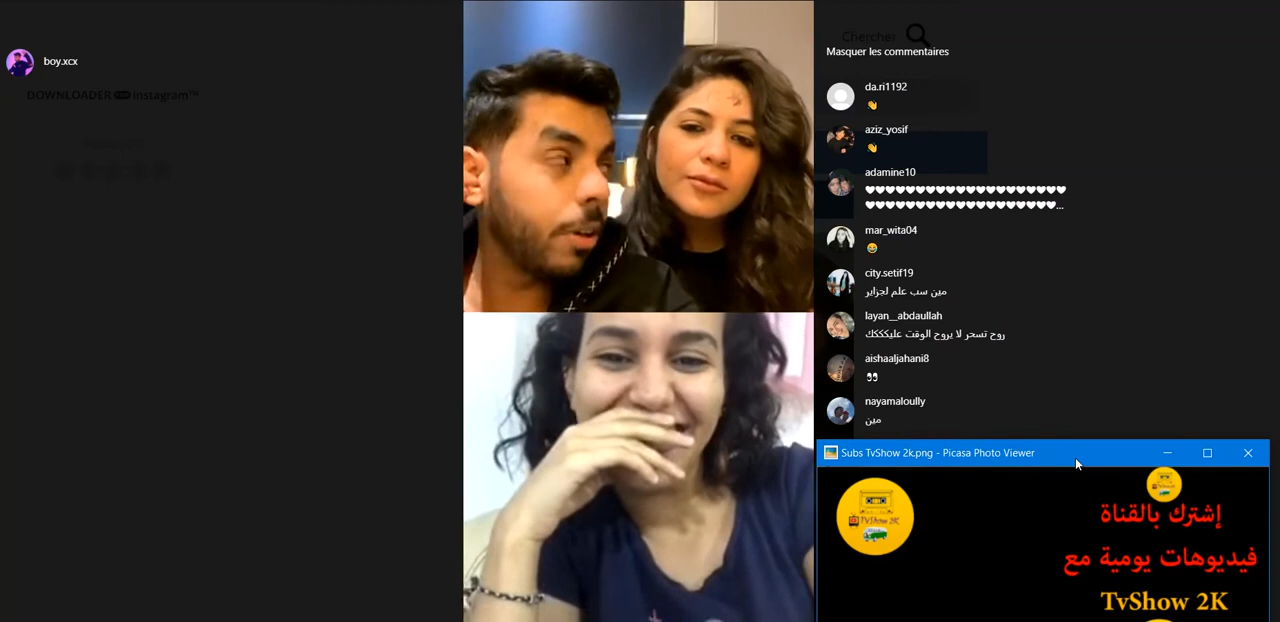 boy.xcx
DOWNLOADER instagram™
Chercher
Masquer les commentaires
da.ri1192
👏
aziz_yosif
👏
adamine10
🤍🤍🤍🤍🤍🤍🤍🤍🤍🤍🤍🤍🤍🤍🤍🤍🤍🤍🤍🤍
🤍🤍🤍🤍🤍🤍🤍🤍🤍🤍🤍🤍🤍🤍🤍🤍🤍🤍🤍...
mar_wita04
😂
city.setif19
مين سب علم لجزاير
layan__abdaullah
روح تسحر لا يروح الوقت عليكككك
aishaaljahani8
👀
nayamaloully
مين
Subs TvShow 2k.png - Picasa Photo Viewer
TvShow 2K
إشترك بالقناة
فيديوهات يومية مع
TvShow 2K